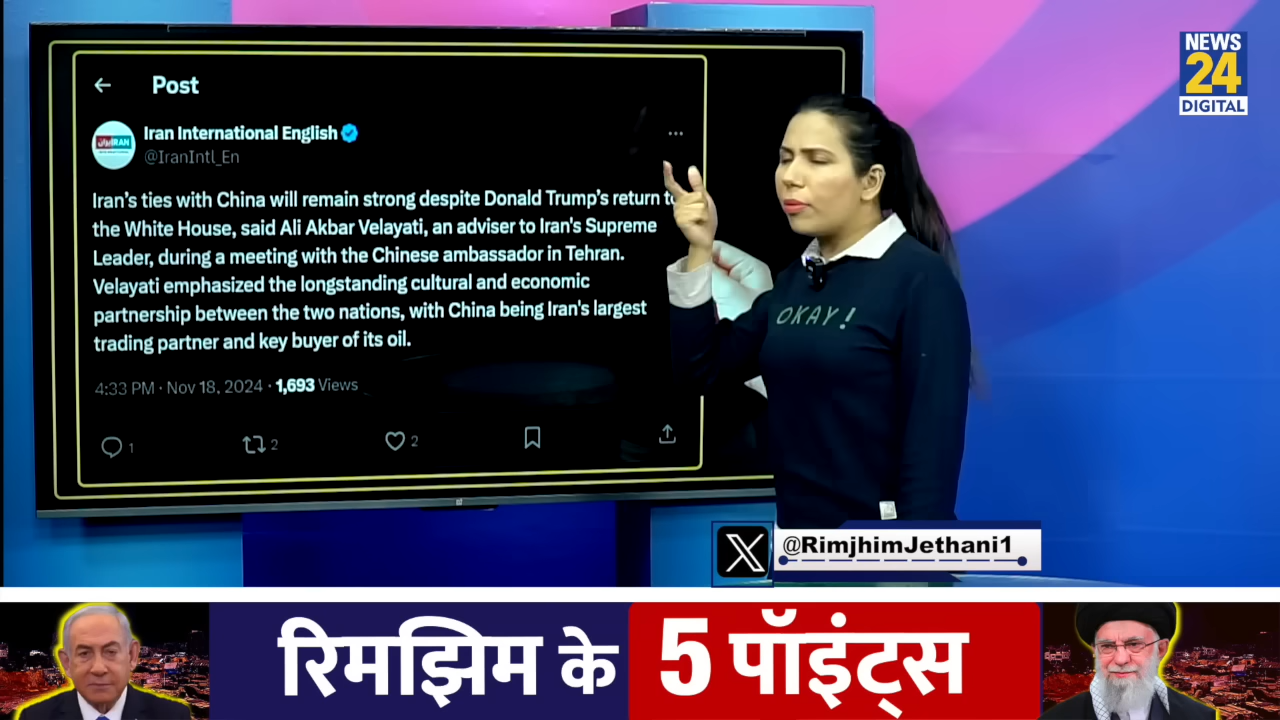 NEWS
24
DIGITAL
Post
Iran International English
@IranIntl_En
Iran's ties with China will remain strong despite Donald Trump's return to
the White House, said Ali Akbar Velayati, an adviser to Iran's Supreme
Leader, during a meeting with the Chinese ambassador in Tehran.
Velayati emphasized the longstanding cultural and economic
partnership between the two nations, with China being Iran's largest
trading partner and key buyer of its oil.
4:33 PM · Nov 18, 2024 · 1,693 Views
1
2
2
OKAY!
@RimjhimJethani1
रिमझिम के 5 पॉइंट्स